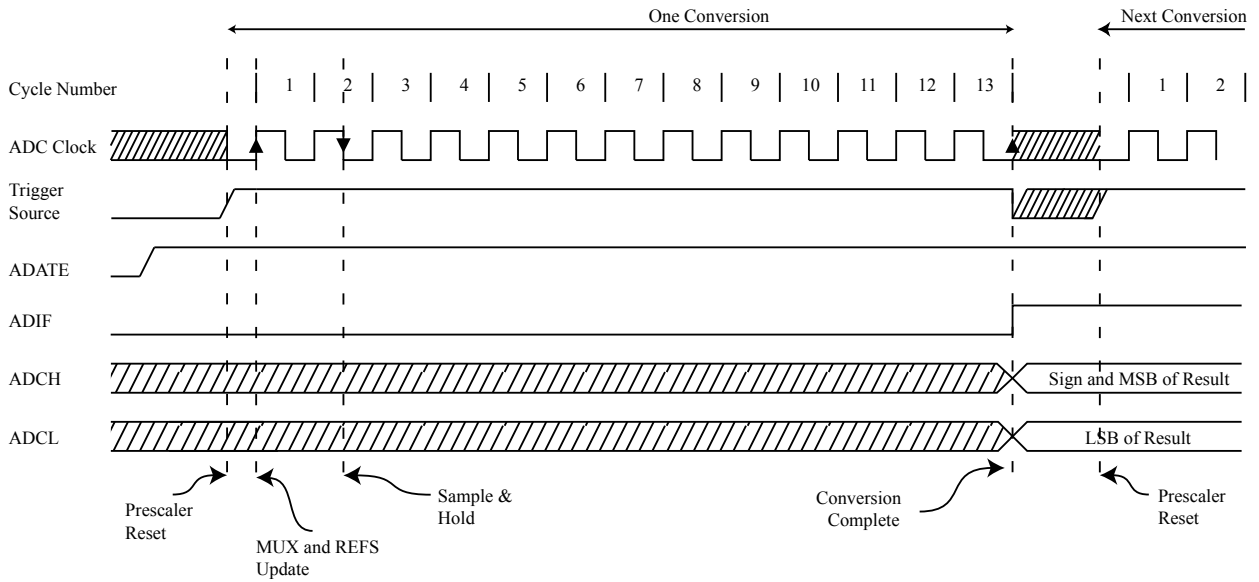 One Conversion
Next Conversion
Cycle Number
1 2 3 4 5 6 7 8 9 10 11 12 13 1 2
ADC Clock
Trigger
Source
ADATE
ADIF
ADCH
Sign and MSB of Result
ADCL
LSB of Result
Prescaler
Reset
MUX and REFS
Update
Sample &
Hold
Conversion
Complete
Prescaler
Reset